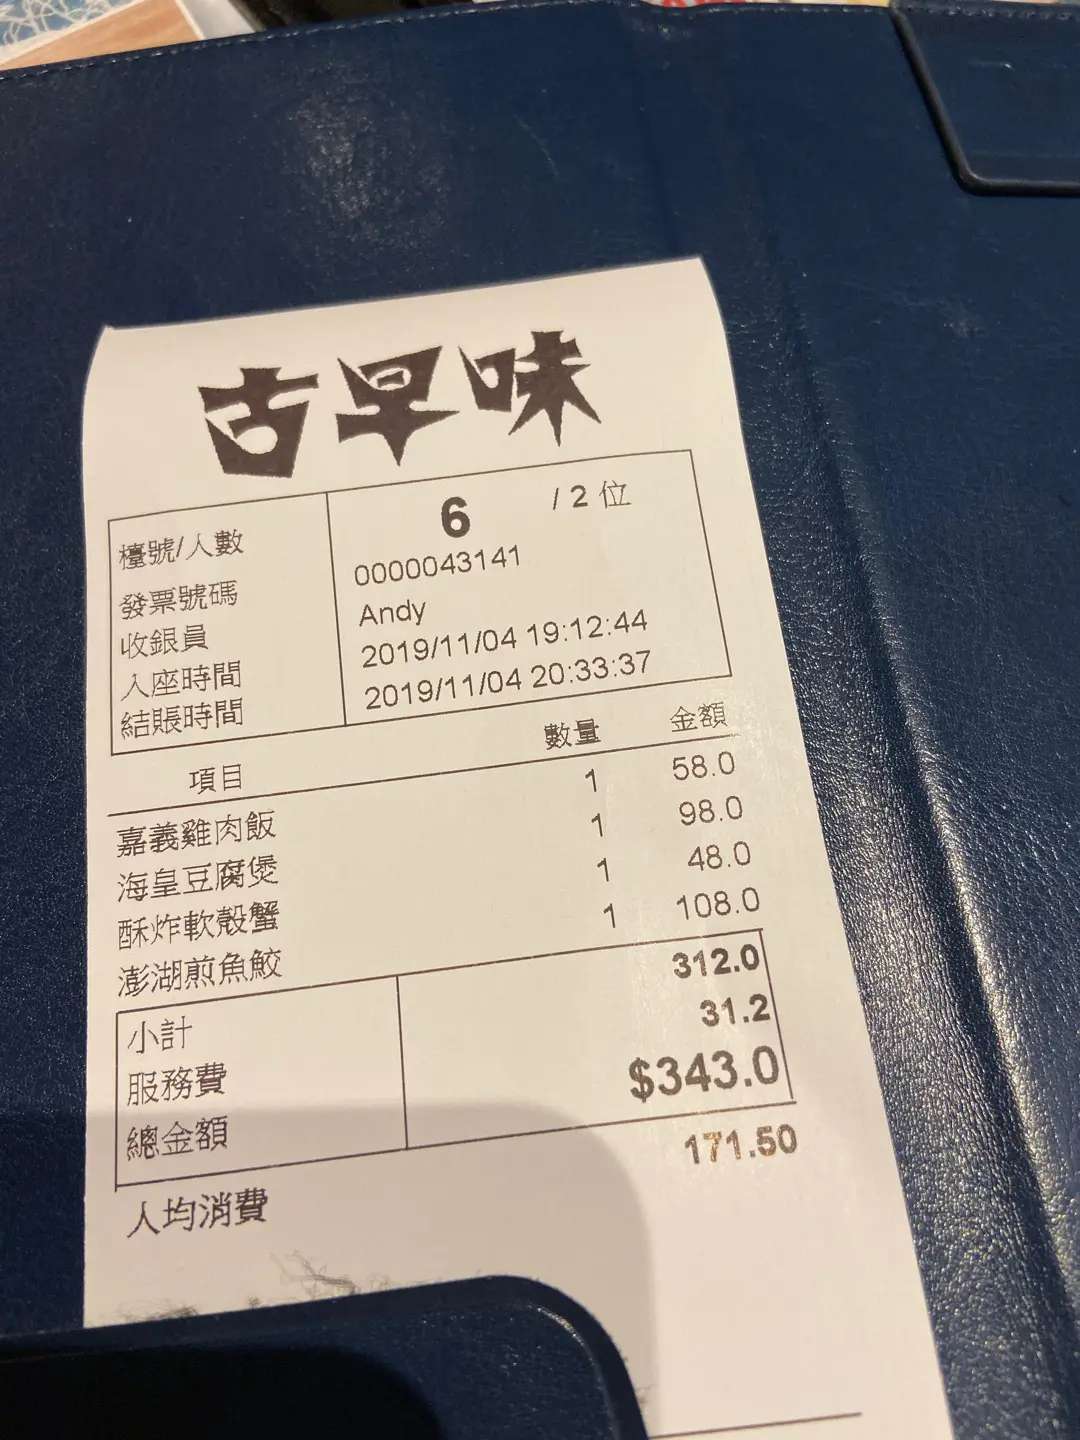 古早味
檯號/人數 6 / 2 位
發票號碼 0000043141
收銀員 Andy
入座時間 2019/11/04 19:12:44
結賬時間 2019/11/04 20:33:37
項目 數量 金額
嘉義雞肉飯 1 58.0
海皇豆腐煲 1 98.0
酥炸軟殼蟹 1 48.0
澎湖煎魚鮫 1 108.0
小計 312.0
服務費 31.2
總金額 $343.0
人均消費 171.50